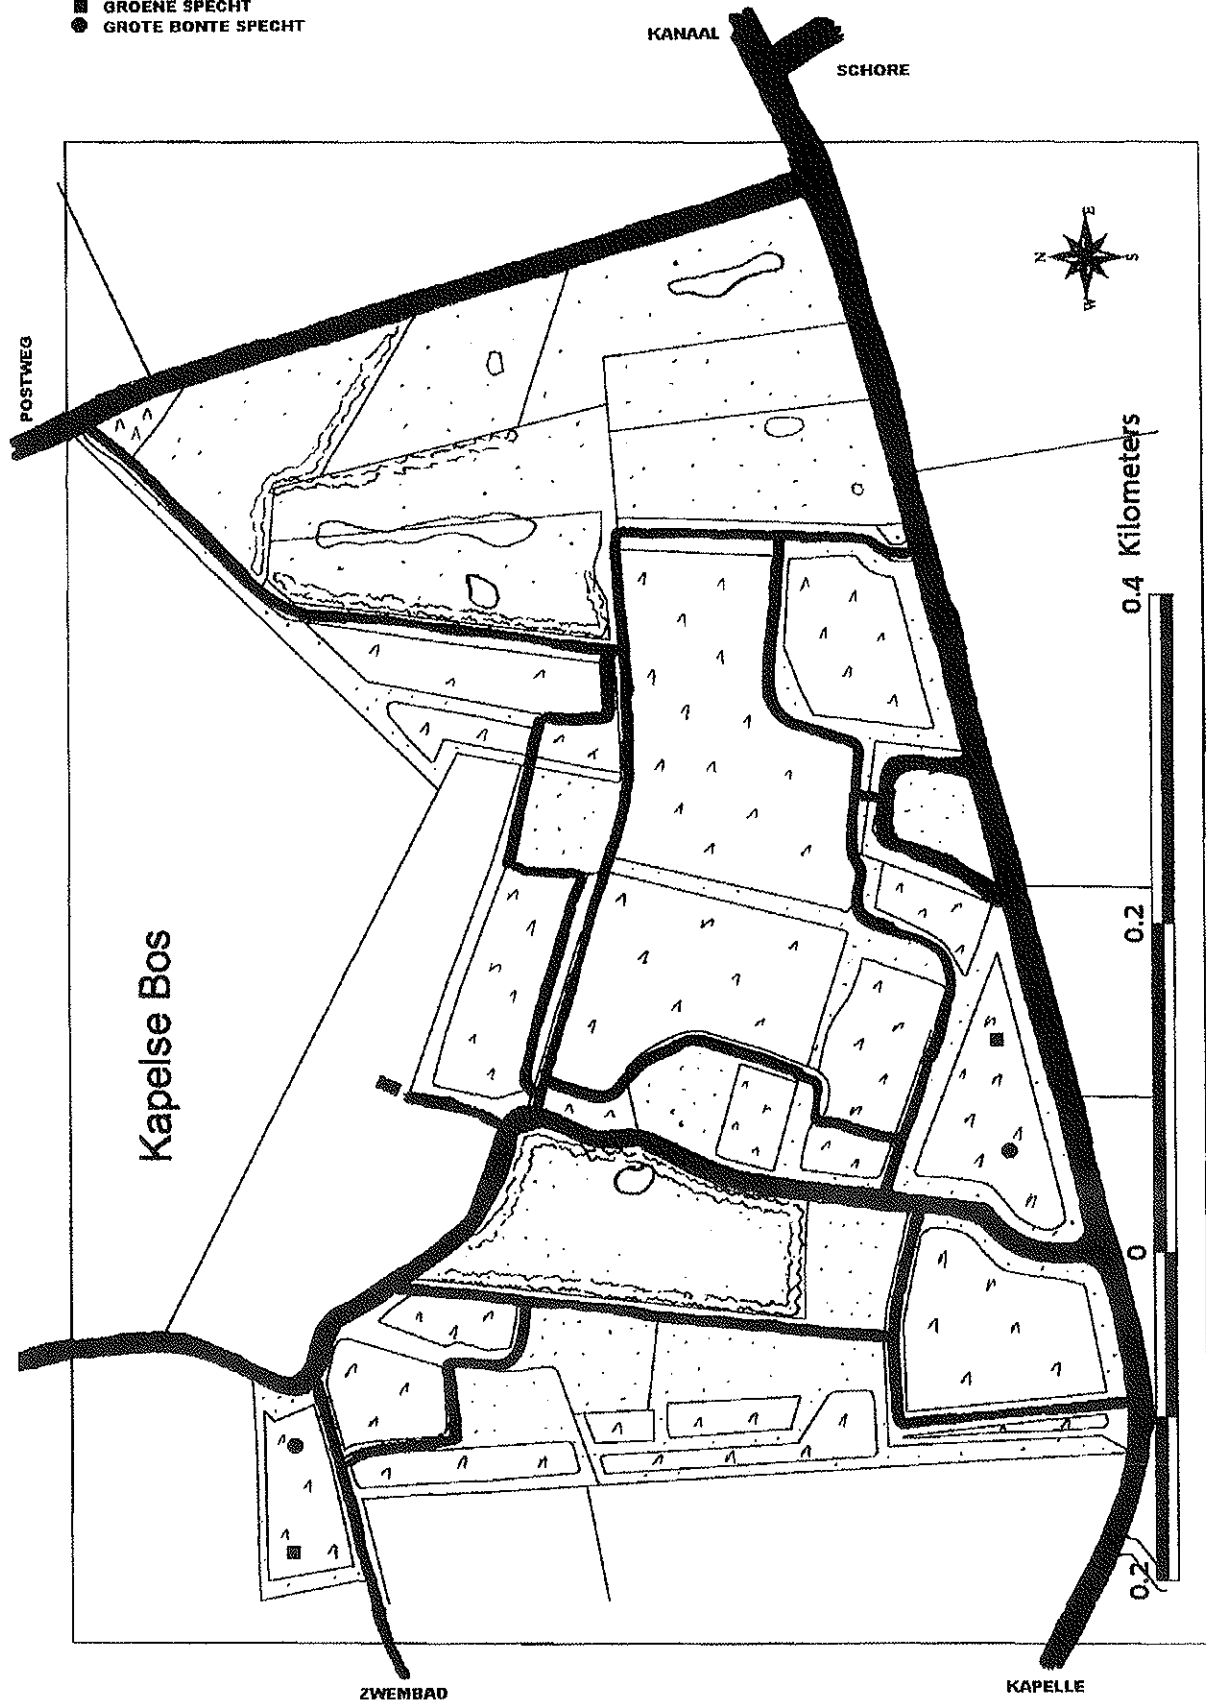 GROENE SPECHT
GROTE BONTE SPECHT
KANAAL
SCHORE
POSTWEG
N
E
S
W
Kapelse Bos
0.2
0
0.2
0.4 Kilometers
ZWEMBAD
KAPELLE